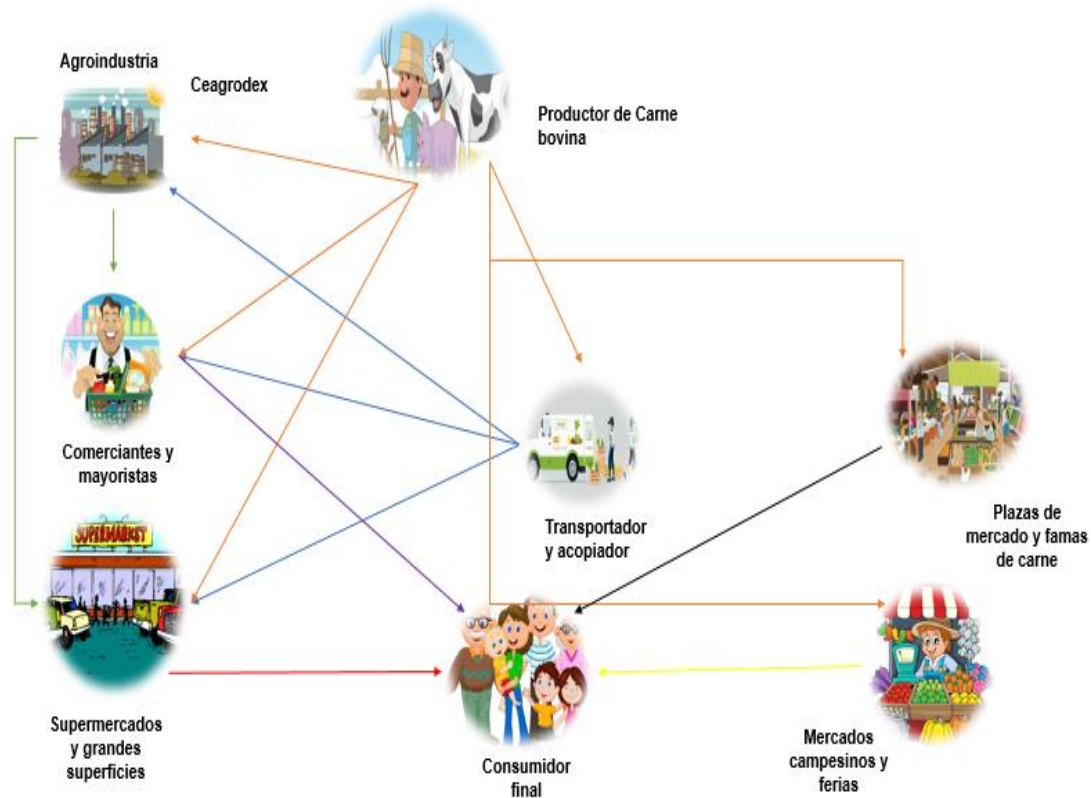 Agroindustria
Ceagrodex
Productor de Carne
bovina
Comerciantes y
mayoristas
Transportador
y acopiador
Plazas de
mercado y famas
de carne
SUPERMARKET
Supermercados
y grandes
superficies
Consumidor
final
Mercados
campesinos y
ferias